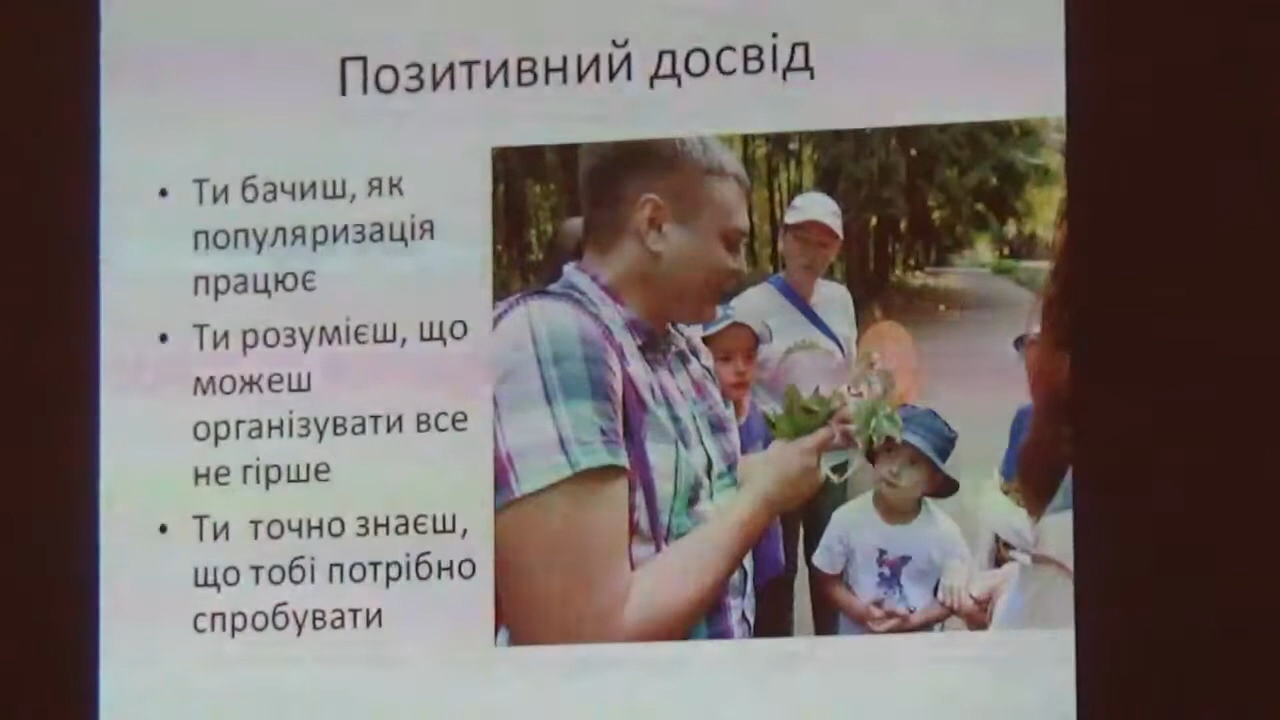 Позитивний досвід
• Ти бачиш, як
популяризація
працює
• Ти розумієш, що
можеш
організувати все
не гірше
• Ти точно знаєш,
що тобі потрібно
спробувати